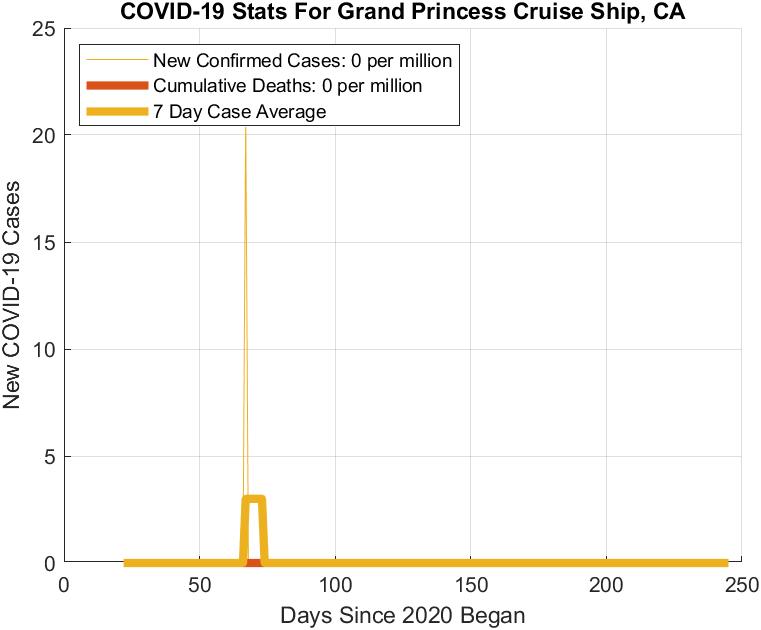 COVID-19 Stats For Grand Princess Cruise Ship, CA
25
New Confirmed Cases: 0 per million
Cumulative Deaths: 0 per million
7 Day Case Average
20
15
10
5
0
New COVID-19 Cases
0 50 100 150 200 250
Days Since 2020 Began